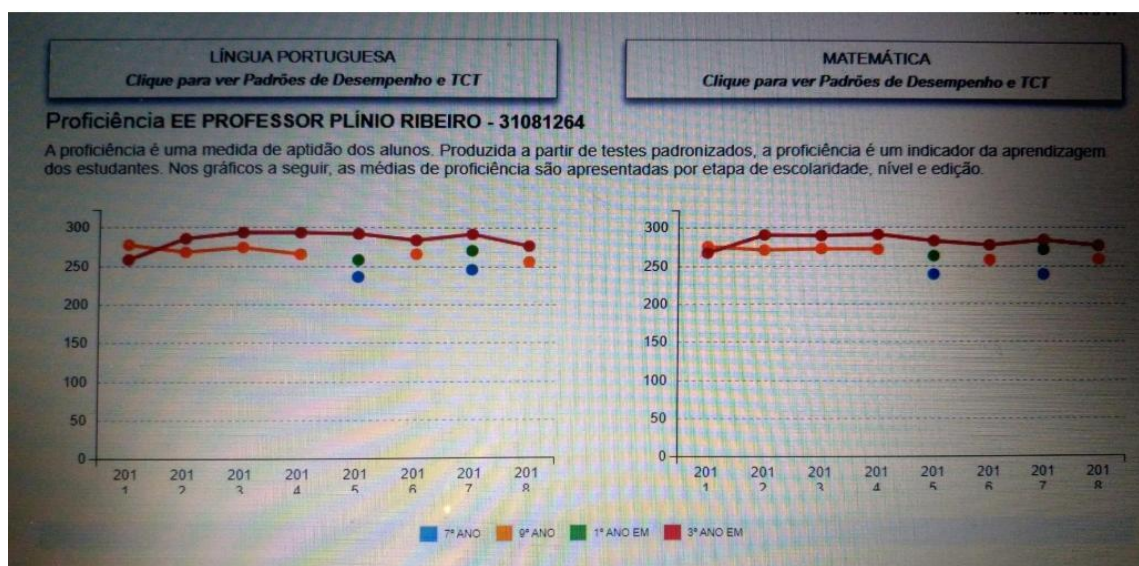 LÍNGUA PORTUGUESA
Clique para ver Padrões de Desempenho e TCT
MATEMÁTICA
Clique para ver Padrões de Desempenho e TCT
Proficiência EE PROFESSOR PLÍNIO RIBEIRO - 31081264
A proficiência é uma medida de aptidão dos alunos. Produzida a partir de testes padronizados, a proficiência é um indicador da aprendizagem
dos estudantes. Nos gráficos a seguir, as médias de proficiência são apresentadas por etapa de escolaridade, nível e edição.
300
250
200
150
100
50
0
201 201 201 201 201 201 201 201
1 2 3 4 5 6 7 8
300
250
200
150
100
50
0
201 201 201 201 201 201 201 201
1 2 3 4 5 6 7 8
7º ANO 9º ANO 1º ANO EM 3º ANO EM